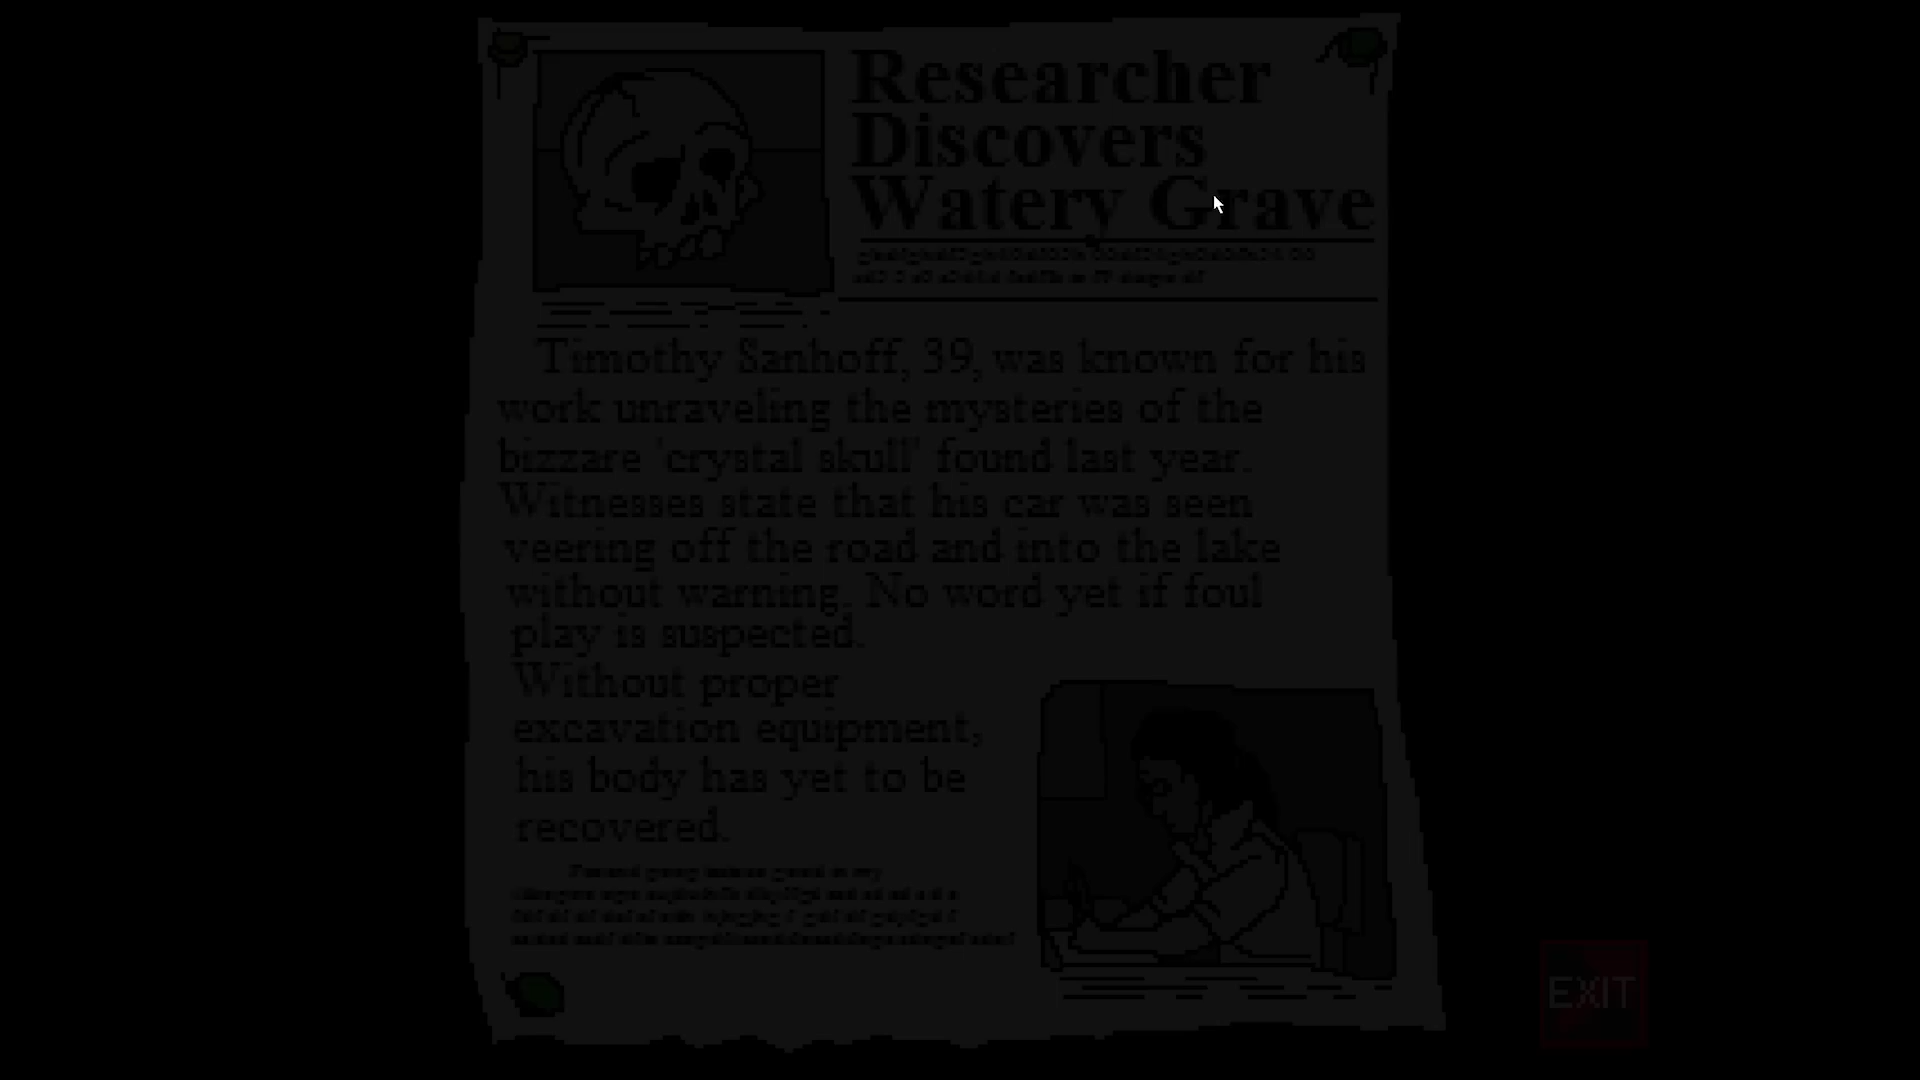 Researcher
Discovers
Watery Grave
Timothy Sanhoff, 39, was known for his
work unraveling the mysteries of the
bizzare 'crystal skull' found last year.
Witnesses state that his car was seen
veering off the road and into the lake
without warning. No word yet if foul
play is suspected.
Without proper
excavation equipment,
his body has yet to be
recovered.
EXIT